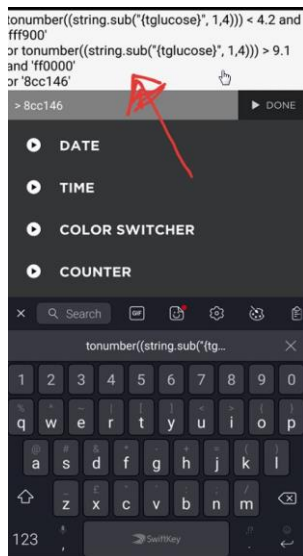 tonumber((string.sub("{tglucose}", 1,4))) < 4.2 and
fff900'
or tonumber((string.sub("{tglucose}", 1,4))) > 9.1
and 'ff0000'
or '8cc146'
> 8cc146
DONE
DATE
TIME
COLOR SWITCHER
COUNTER
× Search GIF
tonumber((string.sub("{tg... ×
1 2 3 4 5 6 7 8 9 0
q w e r t y u i o p
a s d f g h j k l
z x c v b n m
123 , SwiftKey .